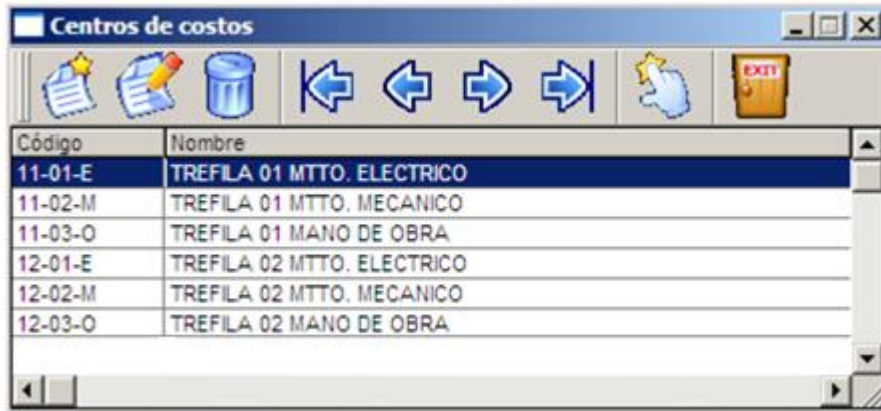 Centros de costos
EXIT
Código Nombre
11-01-E TREFILA 01 MTTO. ELECTRICO
11-02-M TREFILA 01 MTTO. MECANICO
11-03-O TREFILA 01 MANO DE OBRA
12-01-E TREFILA 02 MTTO. ELECTRICO
12-02-M TREFILA 02 MTTO. MECANICO
12-03-O TREFILA 02 MANO DE OBRA